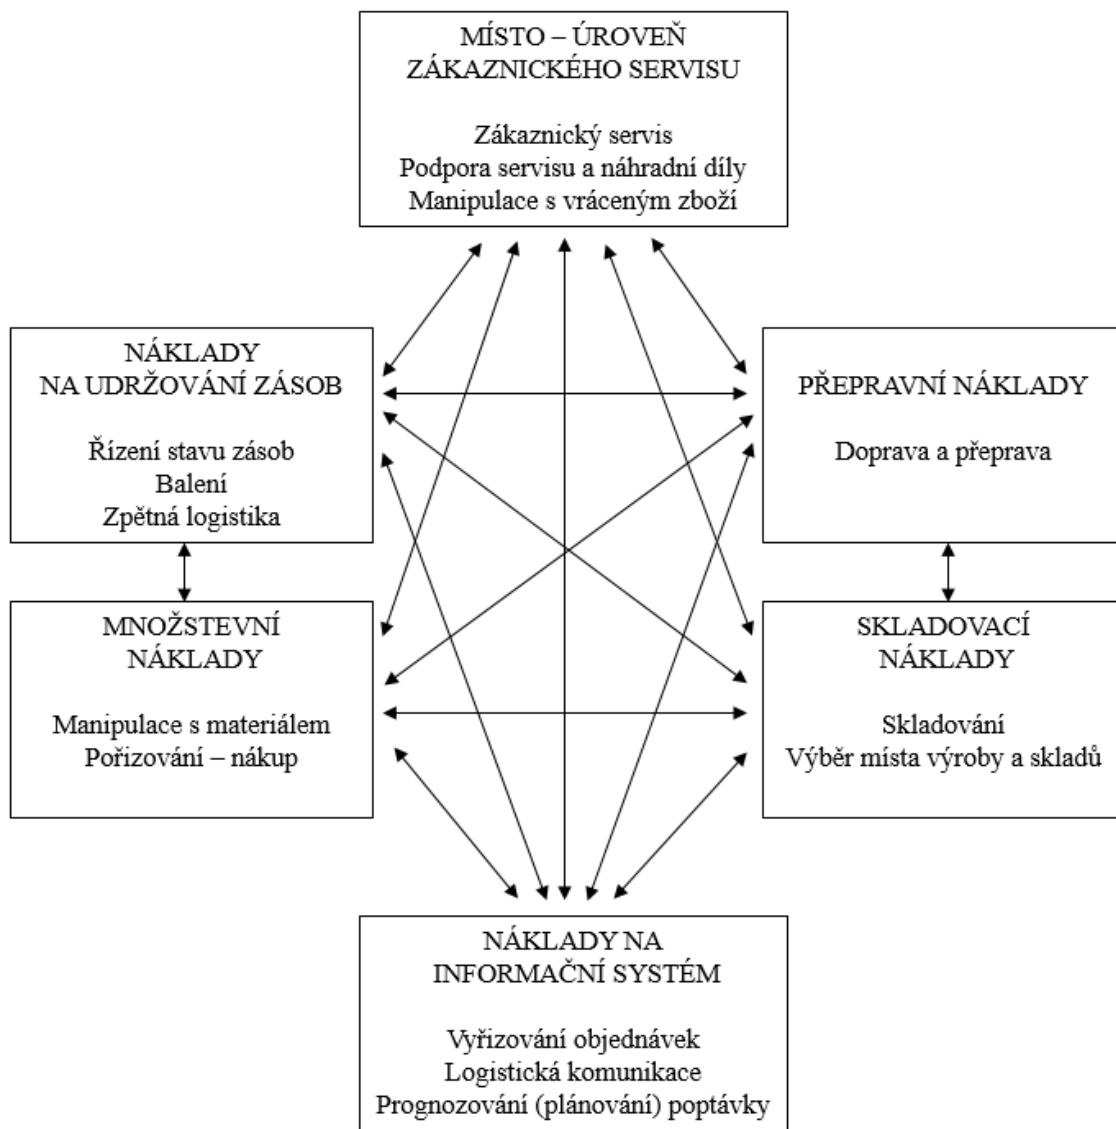 MÍSTO – ÚROVEŇ
ZÁKAZNICKÉHO SERVISU
Zákaznický servis
Podpora servisu a náhradní díly
Manipulace s vráceným zboží
NÁKLADY
NA UDRŽOVÁNÍ ZÁSOB
Řízení stavu zásob
Balení
Zpětná logistika
PŘEPRAVNÍ NÁKLADY
Doprava a přeprava
MNOŽSTEVNÍ
NÁKLADY
Manipulace s materiálem
Pořizování – nákup
SKLADOVACÍ
NÁKLADY
Skladování
Výběr místa výroby a skladů
NÁKLADY NA
INFORMAČNÍ SYSTÉM
Vyřizování objednávek
Logistická komunikace
Prognozování (plánování) poptávky